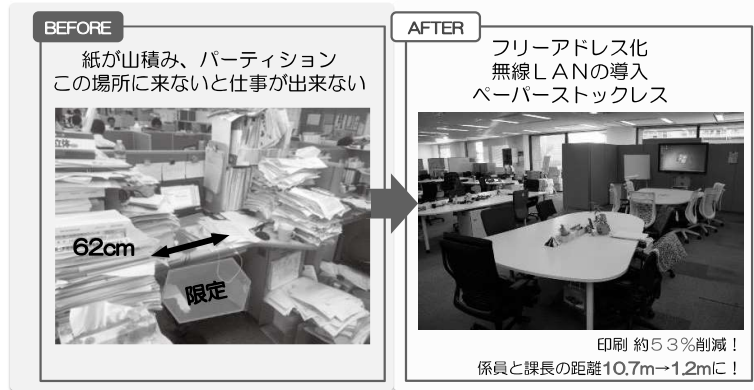 BEFORE
紙が山積み、パーティション
この場所に来ないと仕事が出来ない
62cm
限定
AFTER
フリーアドレス化
無線ＬＡＮの導入
ペーパーストックレス
印刷 約５３％削減！
係員と課長の距離10.7m→1.2mに！